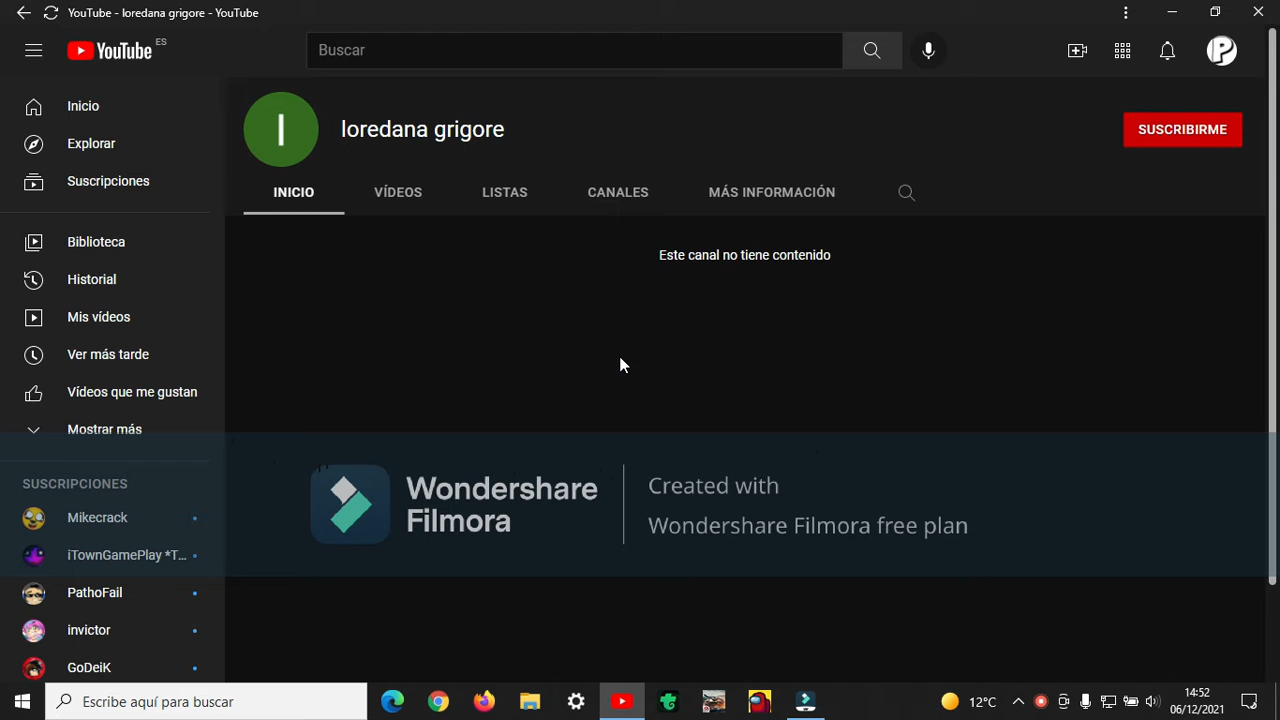 YouTube - loredana grigore - YouTube
YouTube ES
Buscar
P
Inicio
Explorar
Suscripciones
Biblioteca
Historial
Mis vídeos
Ver más tarde
Vídeos que me gustan
Mostrar más
SUSCRIPCIONES
Mikecrack
iTownGamePlay *T...
PathoFail
invictor
GoDeiK
l
loredana grigore
SUSCRIBIRME
INICIO VÍDEOS LISTAS CANALES MÁS INFORMACIÓN
Este canal no tiene contenido
Wondershare
Filmora
Created with
Wondershare Filmora free plan
Escribe aquí para buscar
12°C
14:52
06/12/2021